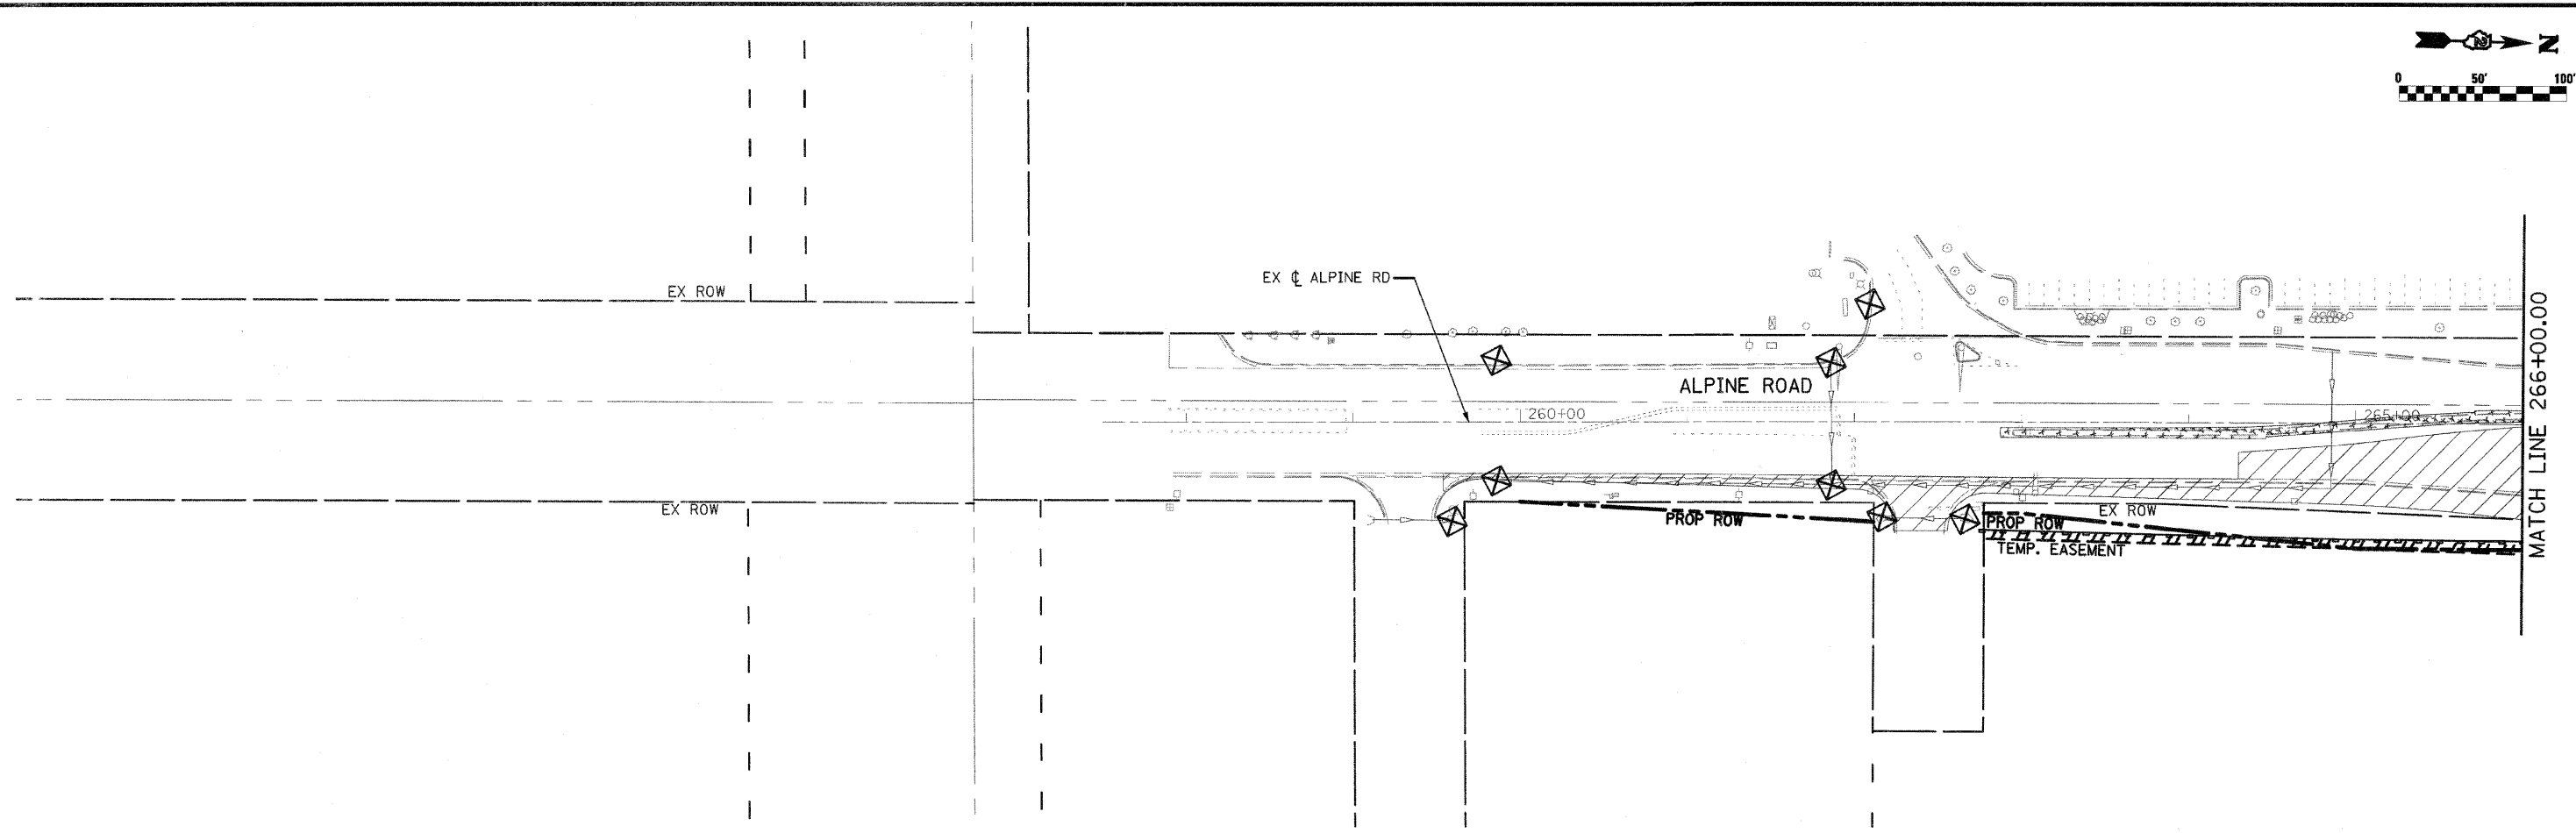 N
0 50' 100'
EX ROW
EX ℄ ALPINE RD
ALPINE ROAD
260+00
265+00
MATCH LINE 266+00.00
EX ROW
PROP ROW
EX ROW
PROP ROW
TEMP. EASEMENT